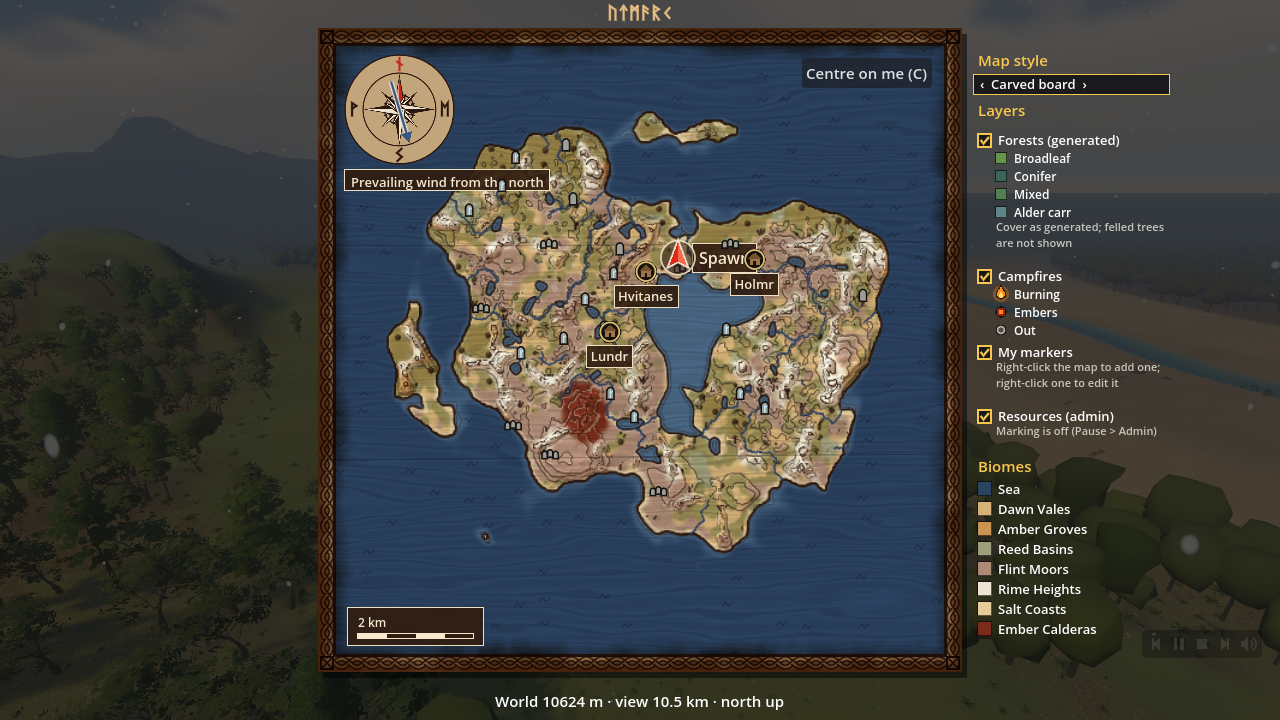 ᚢᛏᛗᚨᚱᚲ
Centre on me (C)
ᚹ
ᛖ
ᛊ
Prevailing wind from th north
Spawn
Holmr
Hvitanes
Lundr
2 km
World 10624 m · view 10.5 km · north up
Map style
‹ Carved board ›
Layers
Forests (generated)
Broadleaf
Conifer
Mixed
Alder carr
Cover as generated; felled trees
are not shown
Campfires
Burning
Embers
Out
My markers
Right-click the map to add one;
right-click one to edit it
Resources (admin)
Marking is off (Pause > Admin)
Biomes
Sea
Dawn Vales
Amber Groves
Reed Basins
Flint Moors
Rime Heights
Salt Coasts
Ember Calderas